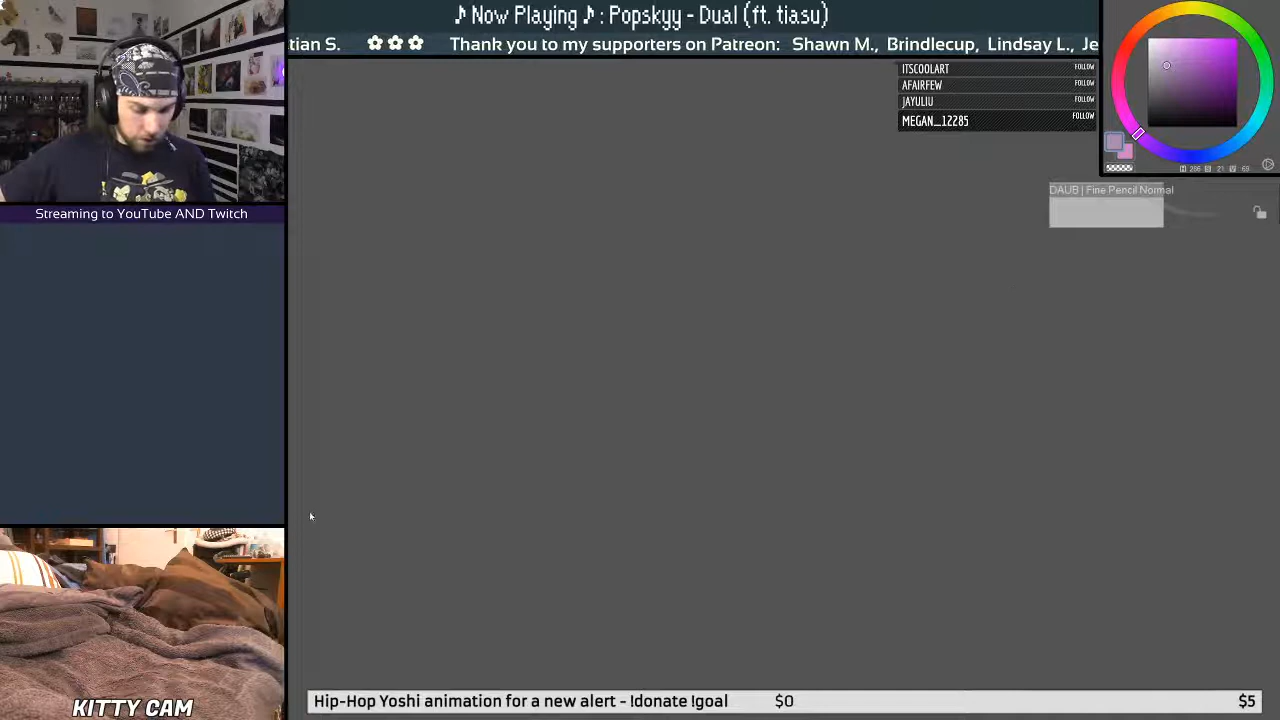 ♪ Now Playing ♪ : Popskyy - Dual (ft. tiasu)
tian S. ✿ ✿ ✿ Thank you to my supporters on Patreon: Shawn M., Brindlecup, Lindsay L., Je
ITSCOOLART FOLLOW
AFAIRFEW FOLLOW
JAYULIU FOLLOW
MEGAN_12285 FOLLOW
DAUB | Fine Pencil Normal
Streaming to YouTube AND Twitch
KITTY CAM
Hip-Hop Yoshi animation for a new alert - !donate !goal $0 $5